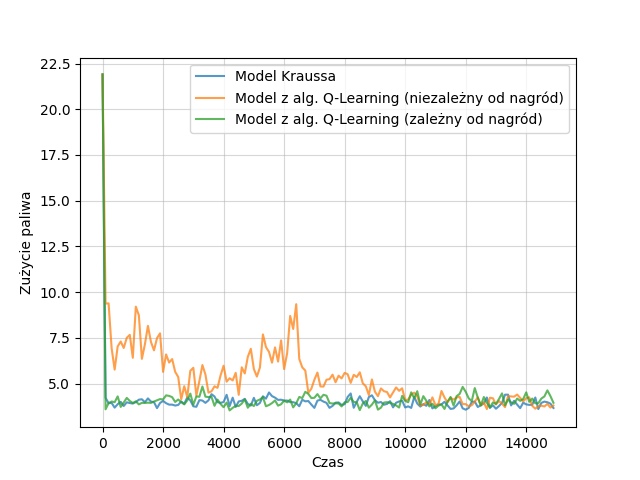 22.5
20.0
17.5
15.0
12.5
10.0
7.5
5.0
Zużycie paliwa
Model Kraussa
Model z alg. Q-Learning (niezależny od nagród)
Model z alg. Q-Learning (zależny od nagród)
0 2000 4000 6000 8000 10000 12000 14000
Czas